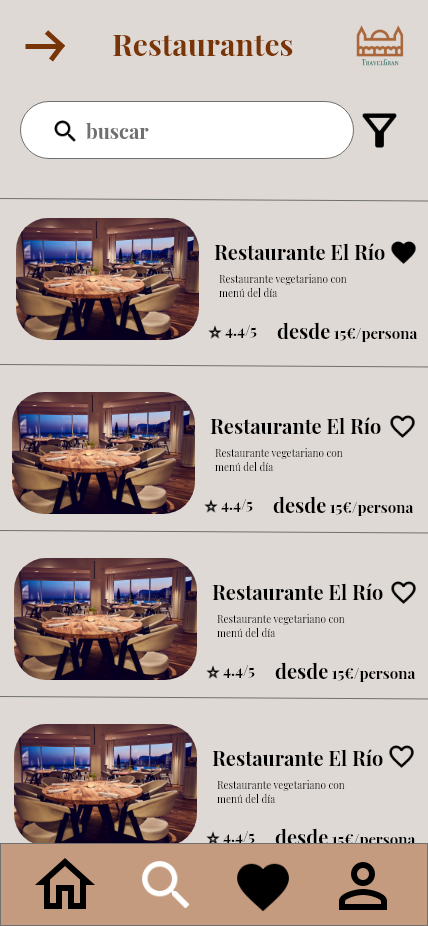 Restaurantes
TravelGran
buscar
Restaurante El Río
Restaurante vegetariano con
menú del día
4.4/5 desde 15€/persona
Restaurante El Río
Restaurante vegetariano con
menú del día
4.4/5 desde 15€/persona
Restaurante El Río
Restaurante vegetariano con
menú del día
4.4/5 desde 15€/persona
Restaurante El Río
Restaurante vegetariano con
menú del día
4.4/5 desde 15€/persona